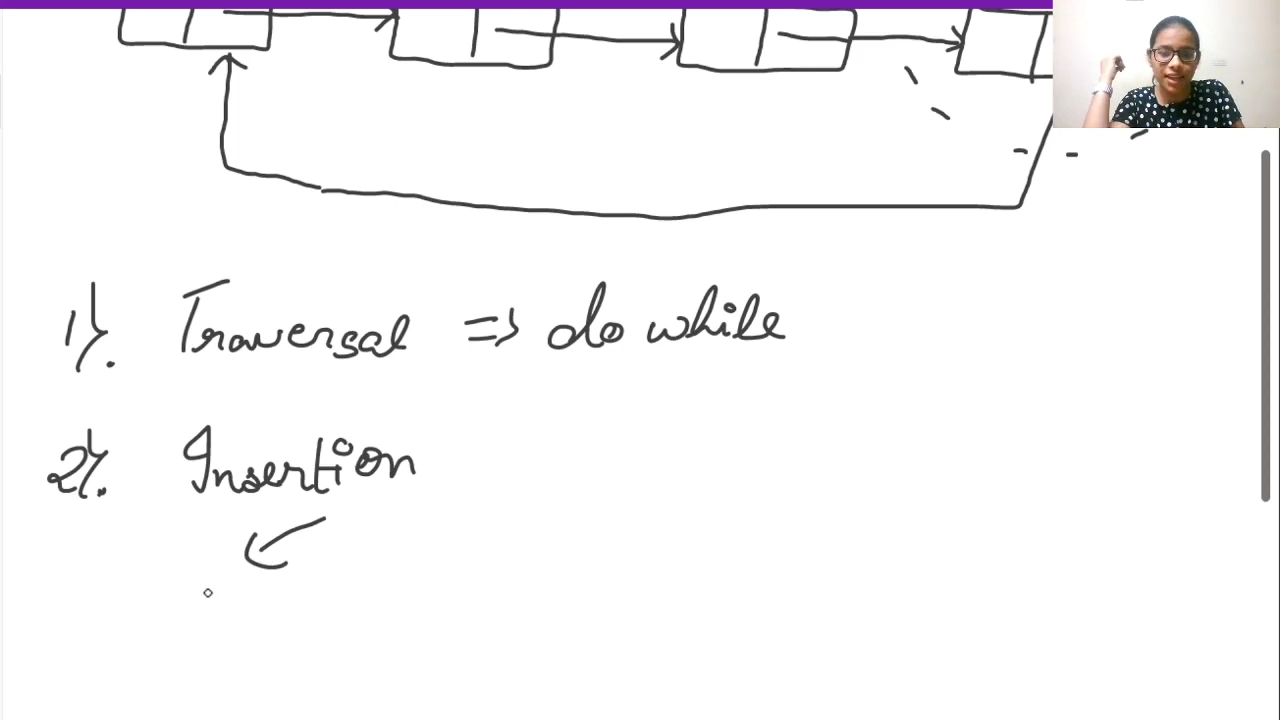 1). Traversal => do while
2). Insertion